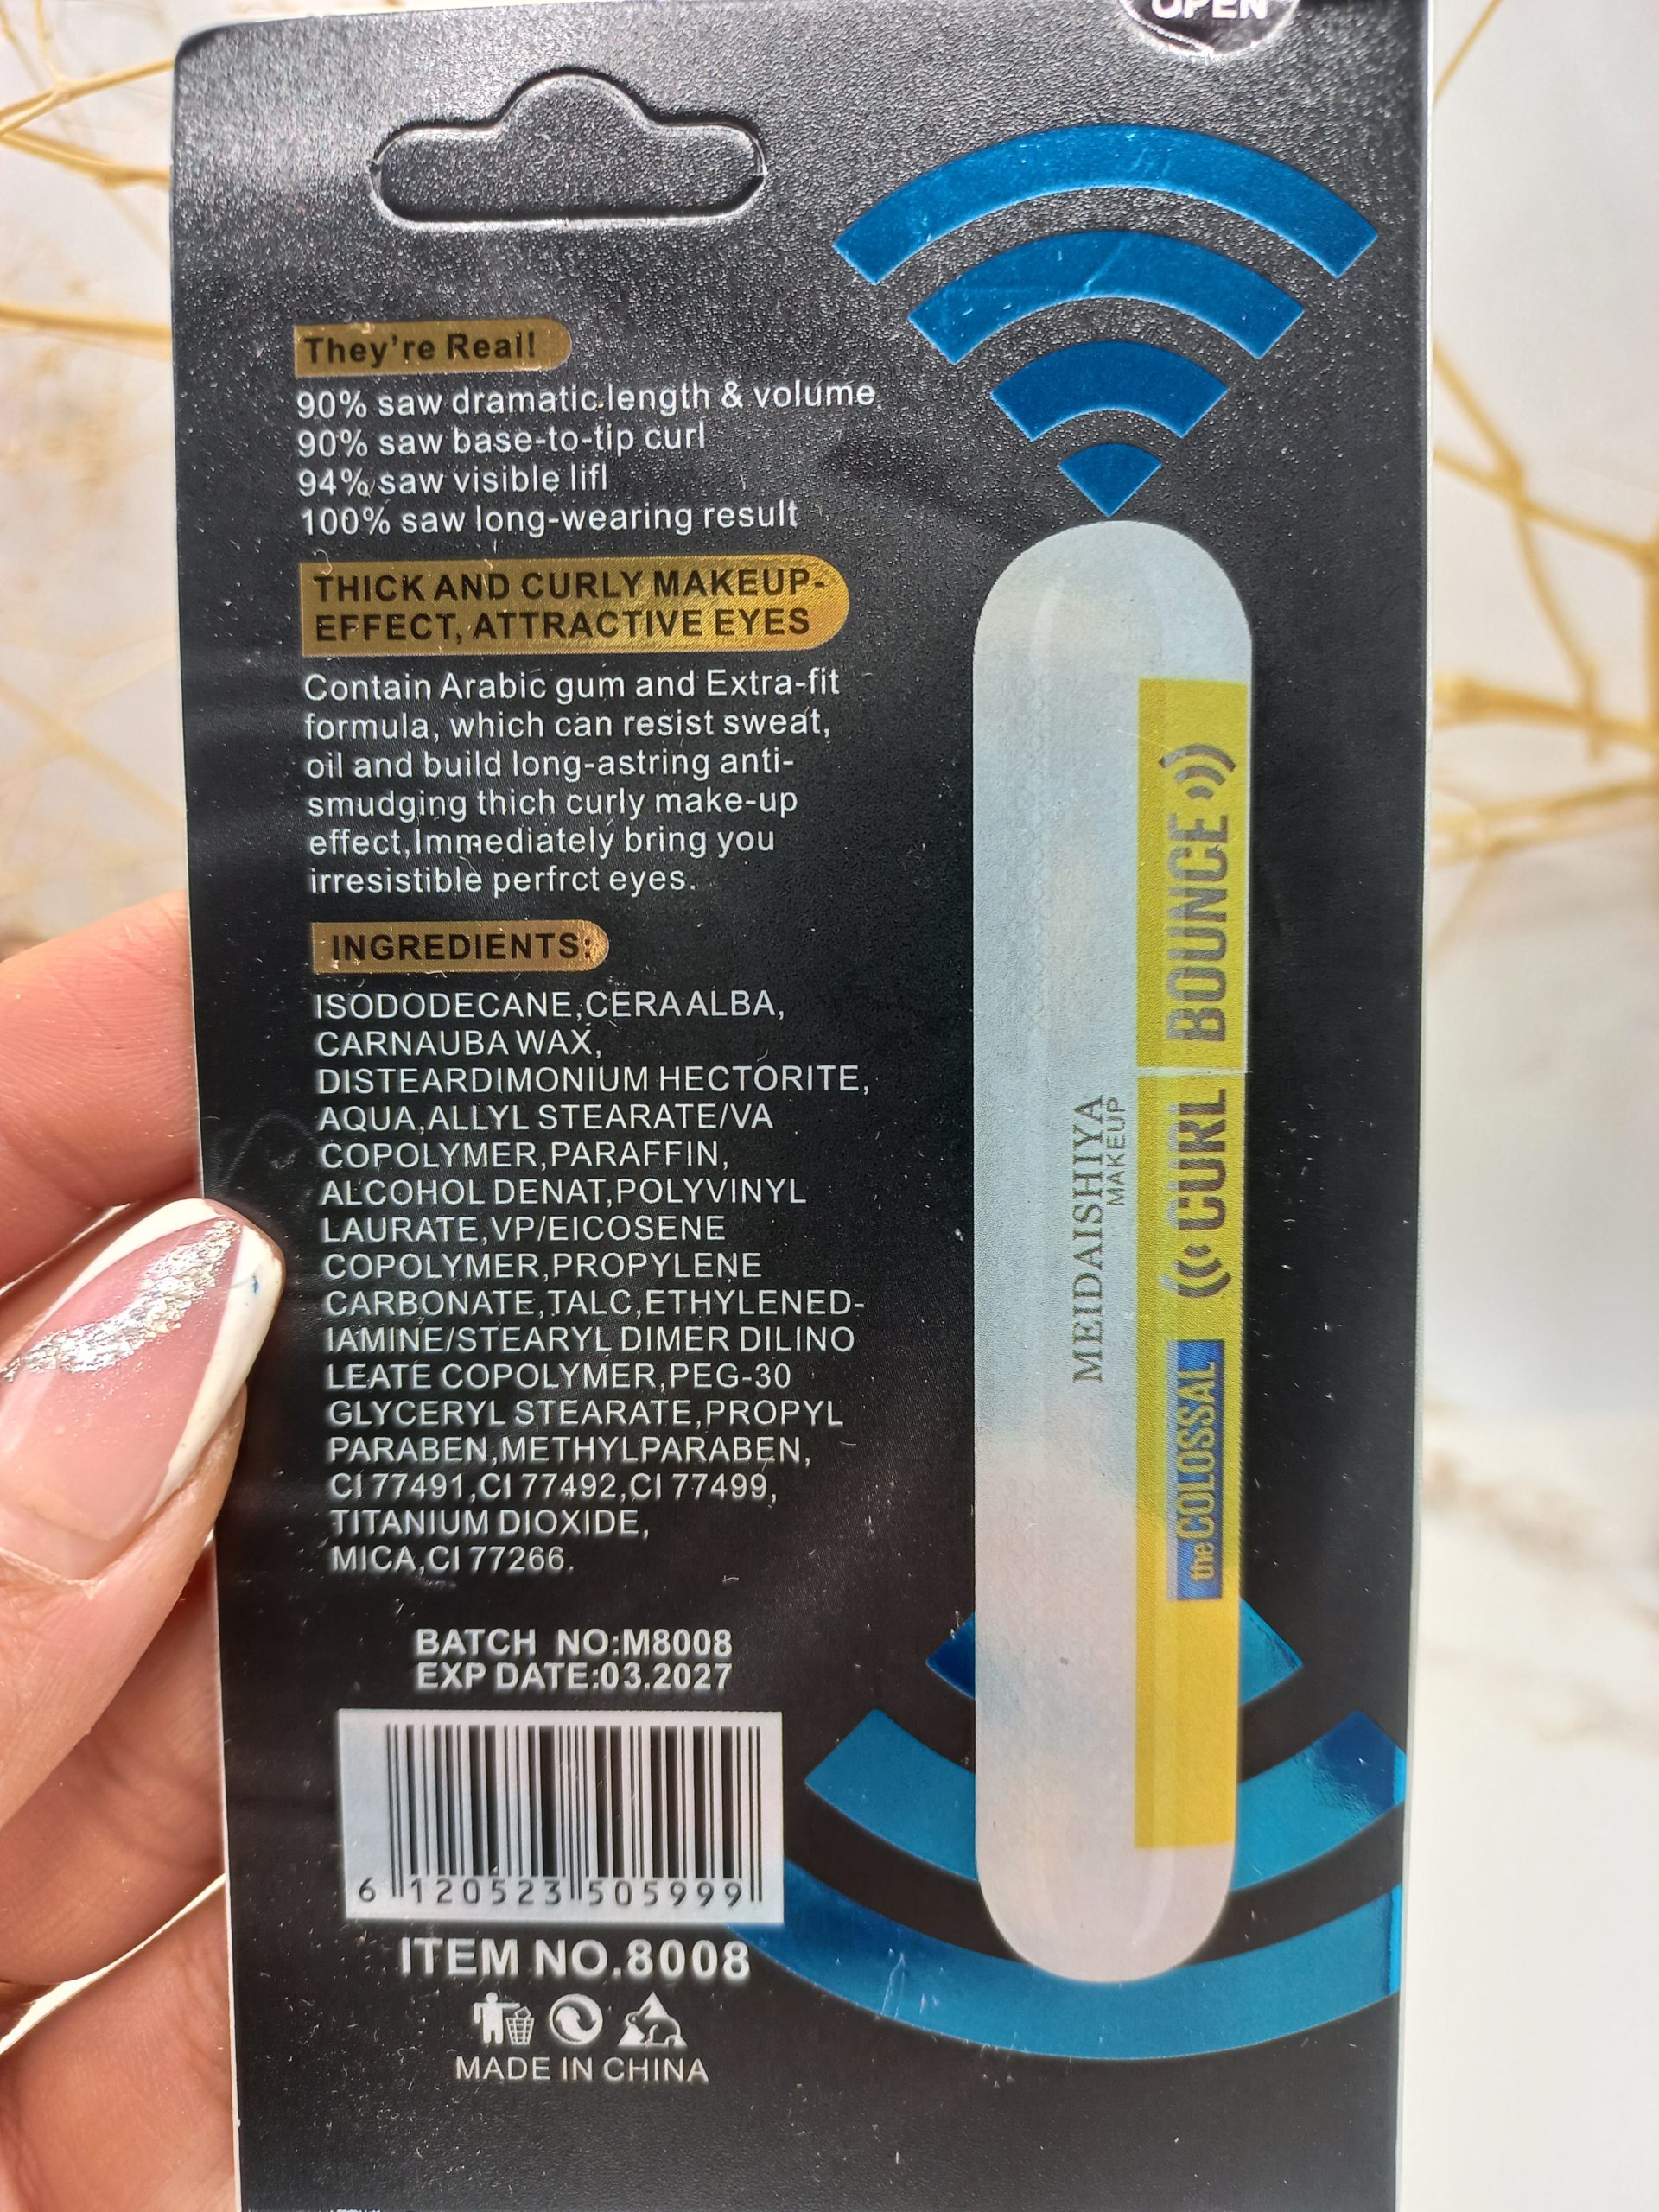 OPEN
They're Real!
90% saw dramatic length & volume
90% saw base-to-tip curl
94% saw visible lifl
100% saw long-wearing result
THICK AND CURLY MAKEUP-
EFFECT, ATTRACTIVE EYES
Contain Arabic gum and Extra-fit
formula, which can resist sweat,
oil and build long-astring anti-
smudging thich curly make-up
effect,Immediately bring you
irresistible perfrct eyes.
INGREDIENTS:
ISODODECANE,CERA ALBA,
CARNAUBA WAX,
DISTEARDIMONIUM HECTORITE,
AQUA,ALLYL STEARATE/VA
COPOLYMER,PARAFFIN,
ALCOHOL DENAT,POLYVINYL
LAURATE,VP/EICOSENE
COPOLYMER,PROPYLENE
CARBONATE,TALC,ETHYLENED-
IAMINE/STEARYL DIMER DILINO
LEATE COPOLYMER,PEG-30
GLYCERYL STEARATE,PROPYL
PARABEN,METHYLPARABEN,
CI 77491,CI 77492,CI 77499,
TITANIUM DIOXIDE,
MICA,CI 77266.
BATCH NO:M8008
EXP DATE:03.2027
6 120523 505999
ITEM NO.8008
MADE IN CHINA
MEIDAISHIYA
MAKEUP
the COLOSSAL CURL BOUNCE